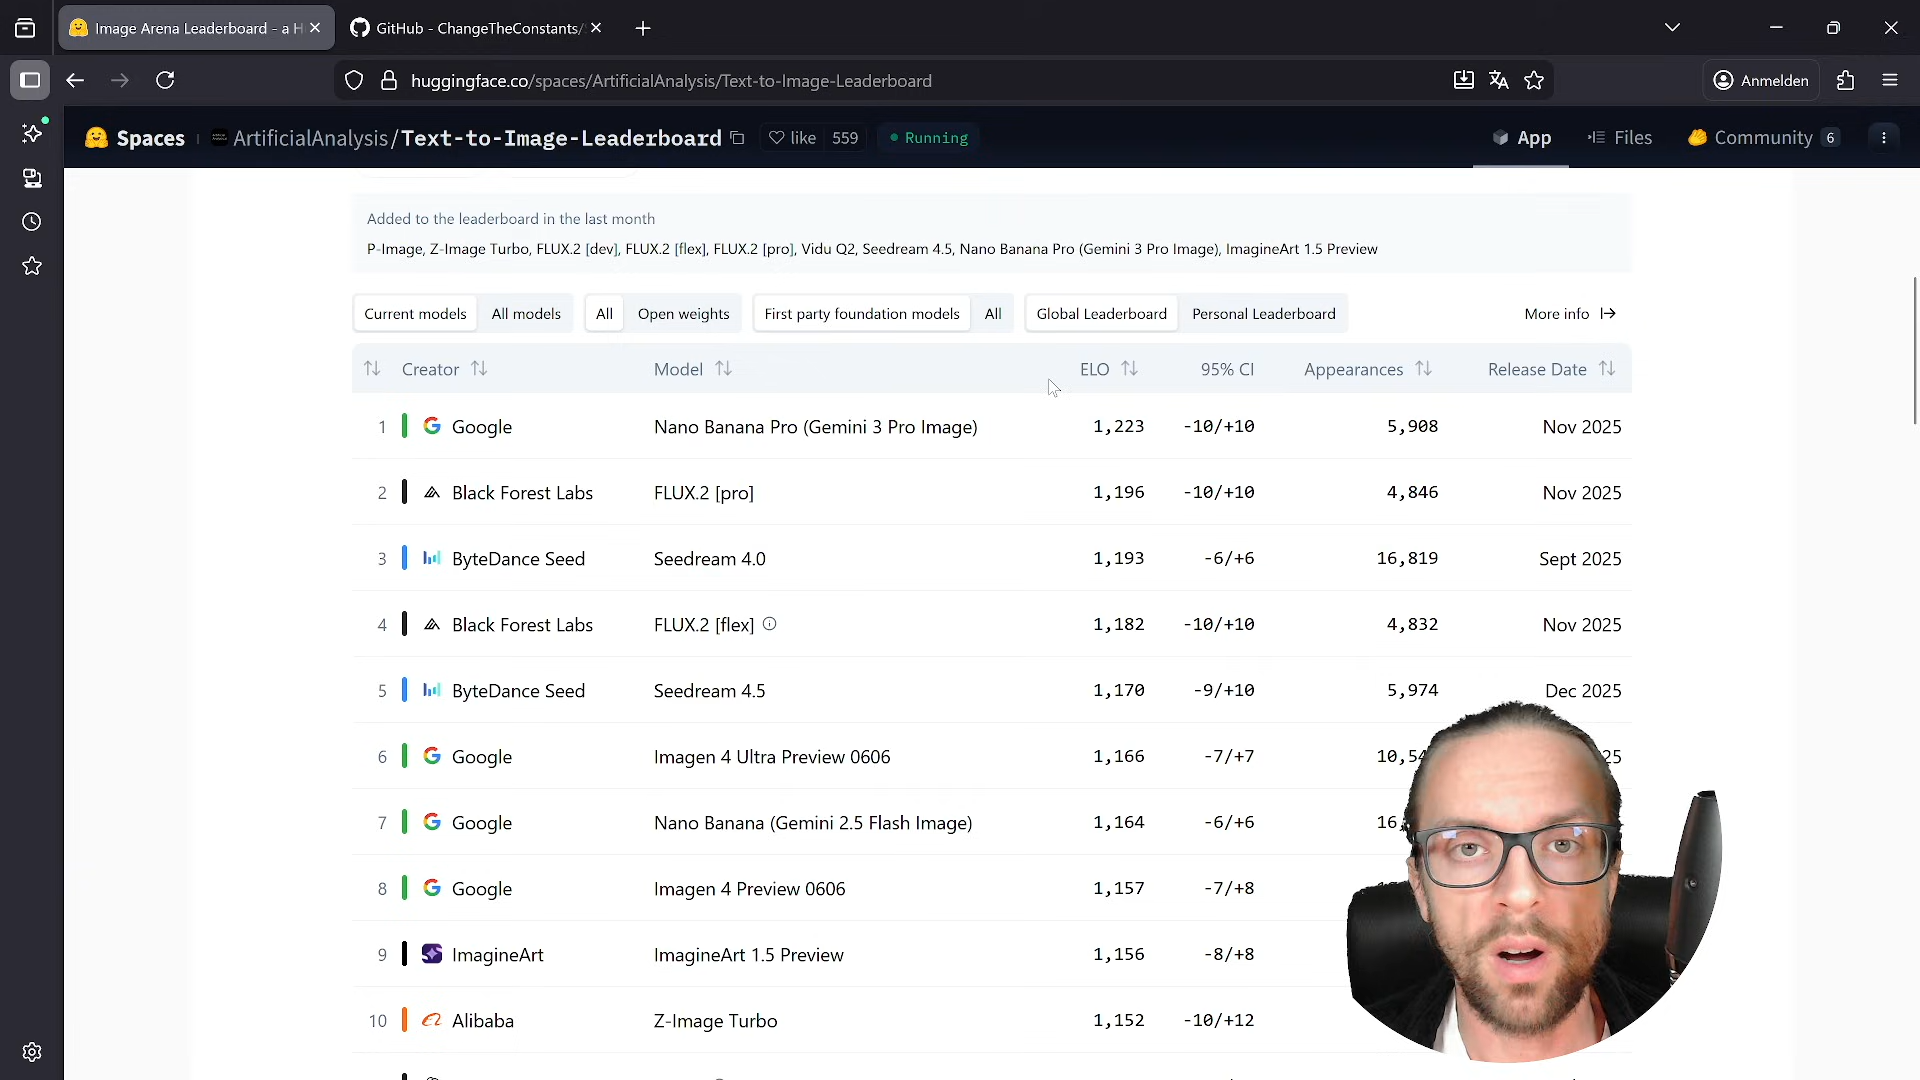 Image Arena Leaderboard - a H
GitHub - ChangeTheConstants/
huggingface.co/spaces/ArtificialAnalysis/Text-to-Image-Leaderboard
Anmelden
Spaces
ArtificialAnalysis/Text-to-Image-Leaderboard
like 559
Running
App
Files
Community 6
Added to the leaderboard in the last month
P-Image, Z-Image Turbo, FLUX.2 [dev], FLUX.2 [flex], FLUX.2 [pro], Vidu Q2, Seedream 4.5, Nano Banana Pro (Gemini 3 Pro Image), ImagineArt 1.5 Preview
Current models All models All Open weights First party foundation models All Global Leaderboard Personal Leaderboard More info
Creator Model ELO 95% CI Appearances Release Date
1 Google Nano Banana Pro (Gemini 3 Pro Image) 1,223 -10/+10 5,908 Nov 2025
2 Black Forest Labs FLUX.2 [pro] 1,196 -10/+10 4,846 Nov 2025
3 ByteDance Seed Seedream 4.0 1,193 -6/+6 16,819 Sept 2025
4 Black Forest Labs FLUX.2 [flex] 1,182 -10/+10 4,832 Nov 2025
5 ByteDance Seed Seedream 4.5 1,170 -9/+10 5,974 Dec 2025
6 Google Imagen 4 Ultra Preview 0606 1,166 -7/+7 10,54 25
7 Google Nano Banana (Gemini 2.5 Flash Image) 1,164 -6/+6 16,
8 Google Imagen 4 Preview 0606 1,157 -7/+8
9 ImagineArt ImagineArt 1.5 Preview 1,156 -8/+8
10 Alibaba Z-Image Turbo 1,152 -10/+12